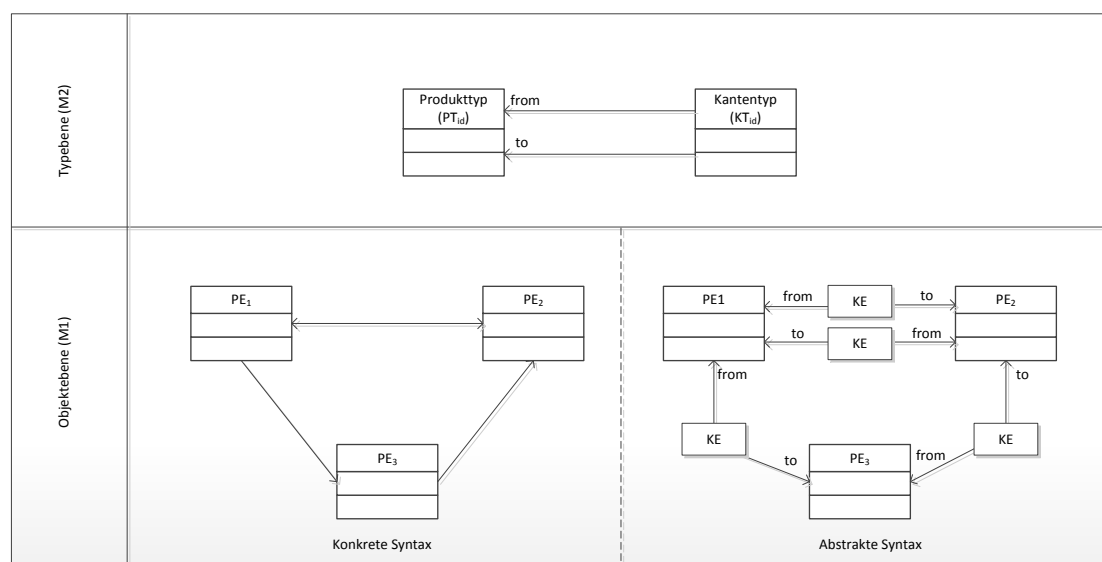 Typebene (M2)
Produkttyp
(PTid)
from
to
Kantentyp
(KTid)
Objektebene (M1)
PE1
PE2
PE3
Konkrete Syntax
PE1
from
KE
to
PE2
to
KE
from
from
to
KE
KE
to
PE3
from
Abstrakte Syntax